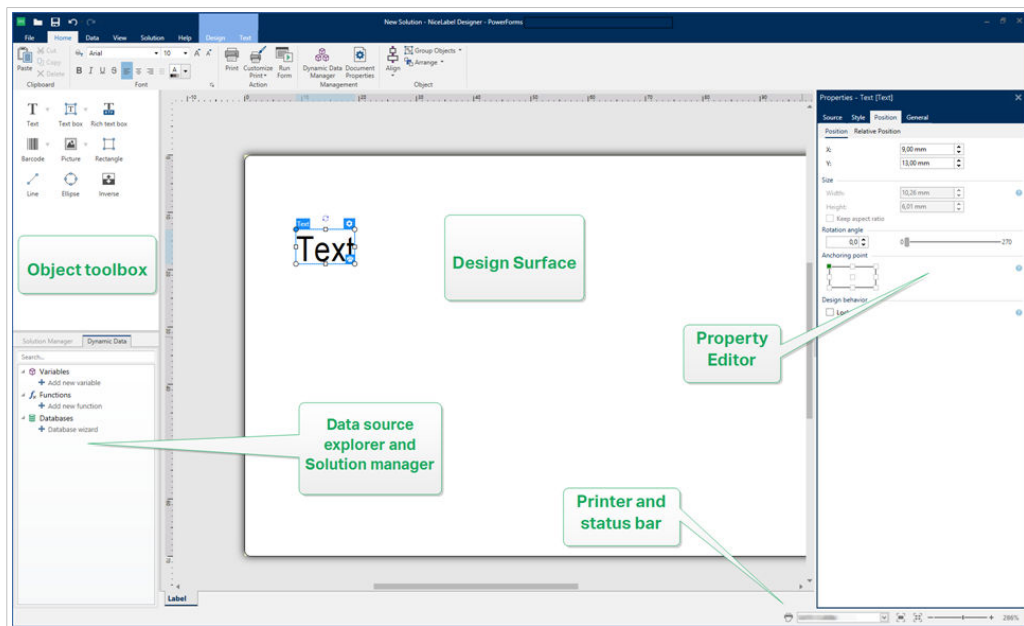 New Solution - NiceLabel Designer - PowerForms
File Home Data View Solution Help Design Text
Paste
Cut
Copy
Delete
Clipboard
Arial 10 A A
B I U S A
Font
Print
Customize Print
Run Form
Action
Dynamic Data Manager
Document Properties
Management
Align
Group Objects
Arrange
Object
Text Text box Rich text box
Barcode Picture Rectangle
Line Ellipse Inverse
Object toolbox
Solution Manager Dynamic Data
Search...
Variables
Add new variable
Functions
Add new function
Databases
Database wizard
Text
Text
Design Surface
Data source
explorer and
Solution manager
Property
Editor
Printer and
status bar
Label
Properties - Text [Text]
Source Style Position General
Position Relative Position
X: 9,00 mm
Y: 13,00 mm
Size
Width: 10,26 mm
Height: 6,01 mm
Keep aspect ratio
Rotation angle
0,0 0 270
Anchoring point
Design behavior
286%